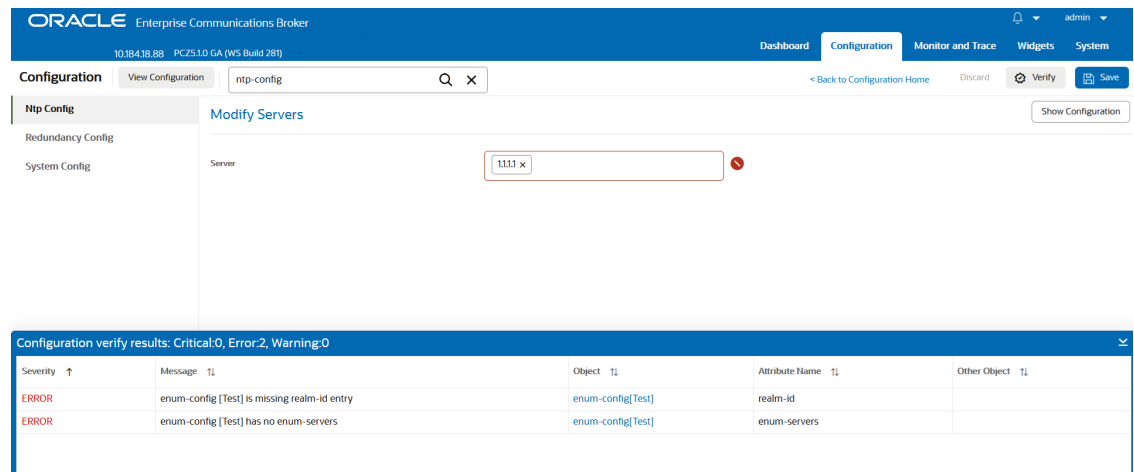 ORACLE Enterprise Communications Broker
admin
10.184.18.88 PCZ5.1.0 GA (WS Build 281)
Dashboard Configuration Monitor and Trace Widgets System
Configuration View Configuration ntp-config < Back to Configuration Home Discard Verify Save
Ntp Config
Modify Servers
Show Configuration
Redundancy Config
System Config
Server 1.1.1.1 ×
Configuration verify results: Critical:0, Error:2, Warning:0
Severity Message Object Attribute Name Other Object
ERROR enum-config [Test] is missing realm-id entry enum-config[Test] realm-id
ERROR enum-config [Test] has no enum-servers enum-config[Test] enum-servers